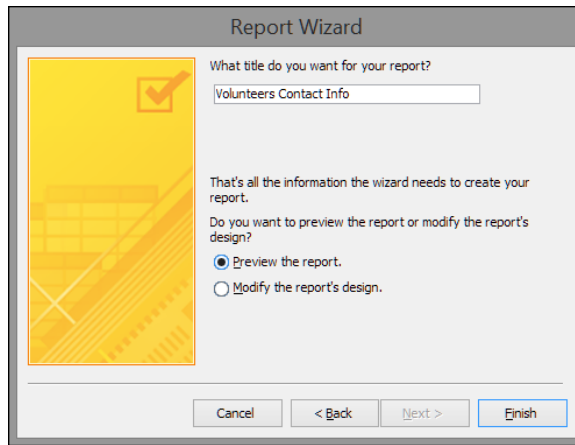 Report Wizard
What title do you want for your report?
Volunteers Contact Info
That's all the information the wizard needs to create your
report.
Do you want to preview the report or modify the report's
design?
Preview the report.
Modify the report's design.
Cancel
< Back
Next >
Finish